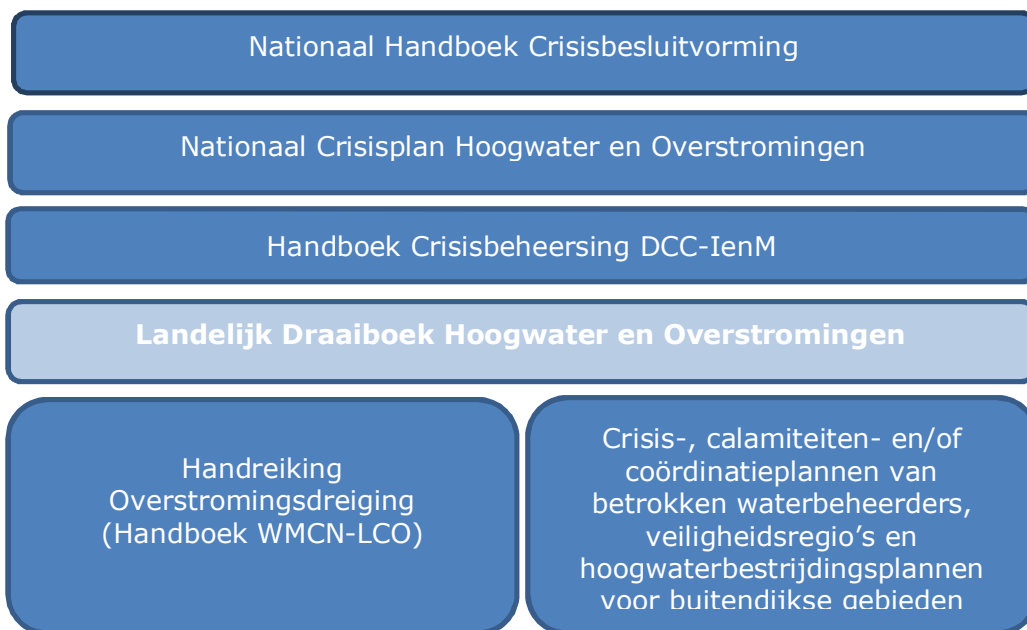 Nationaal Handboek Crisisbesluitvorming
Nationaal Crisisplan Hoogwater en Overstromingen
Handboek Crisisbeheersing DCC-IenM
Landelijk Draaiboek Hoogwater en Overstromingen
Handreiking
Overstromingsdreiging
(Handboek WMCN-LCO)
Crisis-, calamiteiten- en/of
coördinatieplannen van
betrokken waterbeheerders,
veiligheidsregio's en
hoogwaterbestrijdingsplannen
voor buitendijkse gebieden